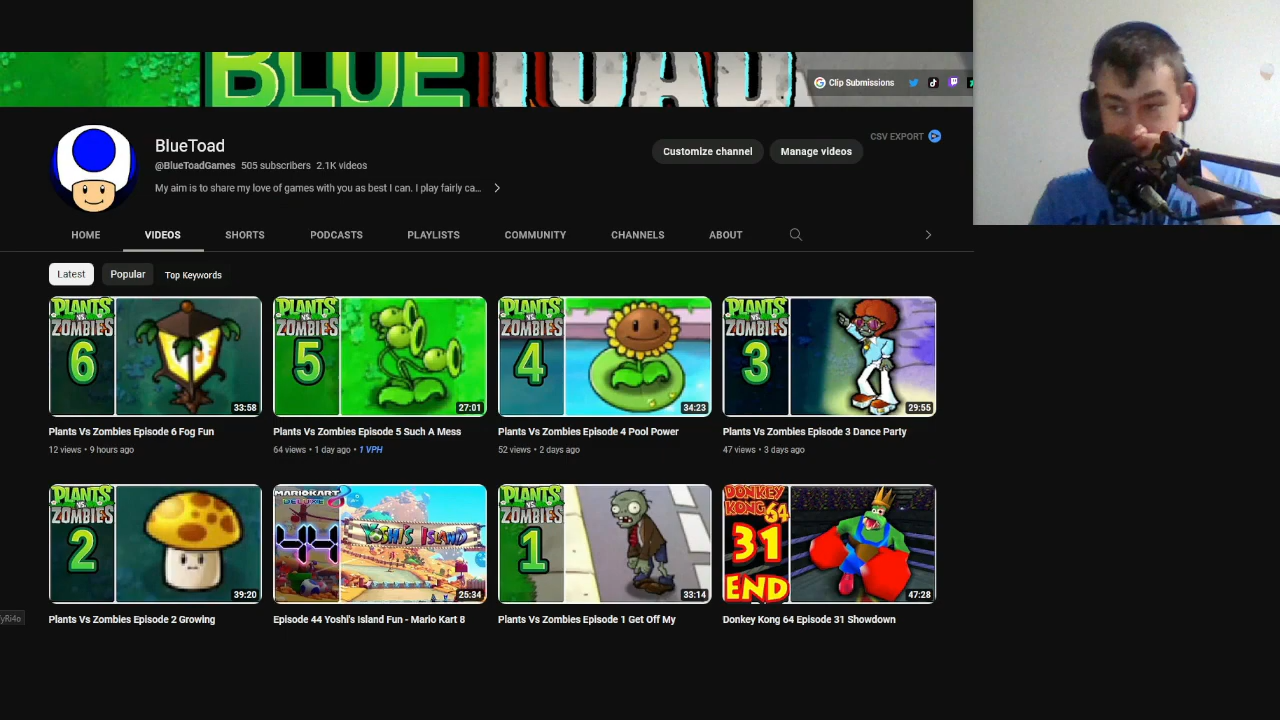 BLUE TOAD
Clip Submissions
BlueToad
@BlueToadGames 505 subscribers 2.1K videos
My aim is to share my love of games with you as best I can. I play fairly ca...
Customize channel
Manage videos
CSV EXPORT
HOME VIDEOS SHORTS PODCASTS PLAYLISTS COMMUNITY CHANNELS ABOUT
Latest Popular Top Keywords
PLANTS VS. ZOMBIES 6 33:58
PLANTS VS. ZOMBIES 5 27:01
PLANTS VS. ZOMBIES 4 34:23
PLANTS VS. ZOMBIES 3 29:55
Plants Vs Zombies Episode 6 Fog Fun
12 views • 9 hours ago
Plants Vs Zombies Episode 5 Such A Mess
64 views • 1 day ago • 1 VPH
Plants Vs Zombies Episode 4 Pool Power
52 views • 2 days ago
Plants Vs Zombies Episode 3 Dance Party
47 views • 3 days ago
PLANTS VS. ZOMBIES 2 39:20
MARIOKART 8 DELUXE 44 YOSHI'S ISLAND 25:34
PLANTS VS. ZOMBIES 1 33:14
DONKEY KONG 64 31 END 47:28
Plants Vs Zombies Episode 2 Growing
Episode 44 Yoshi's Island Fun - Mario Kart 8
Plants Vs Zombies Episode 1 Get Off My
Donkey Kong 64 Episode 31 Showdown
yRi4o